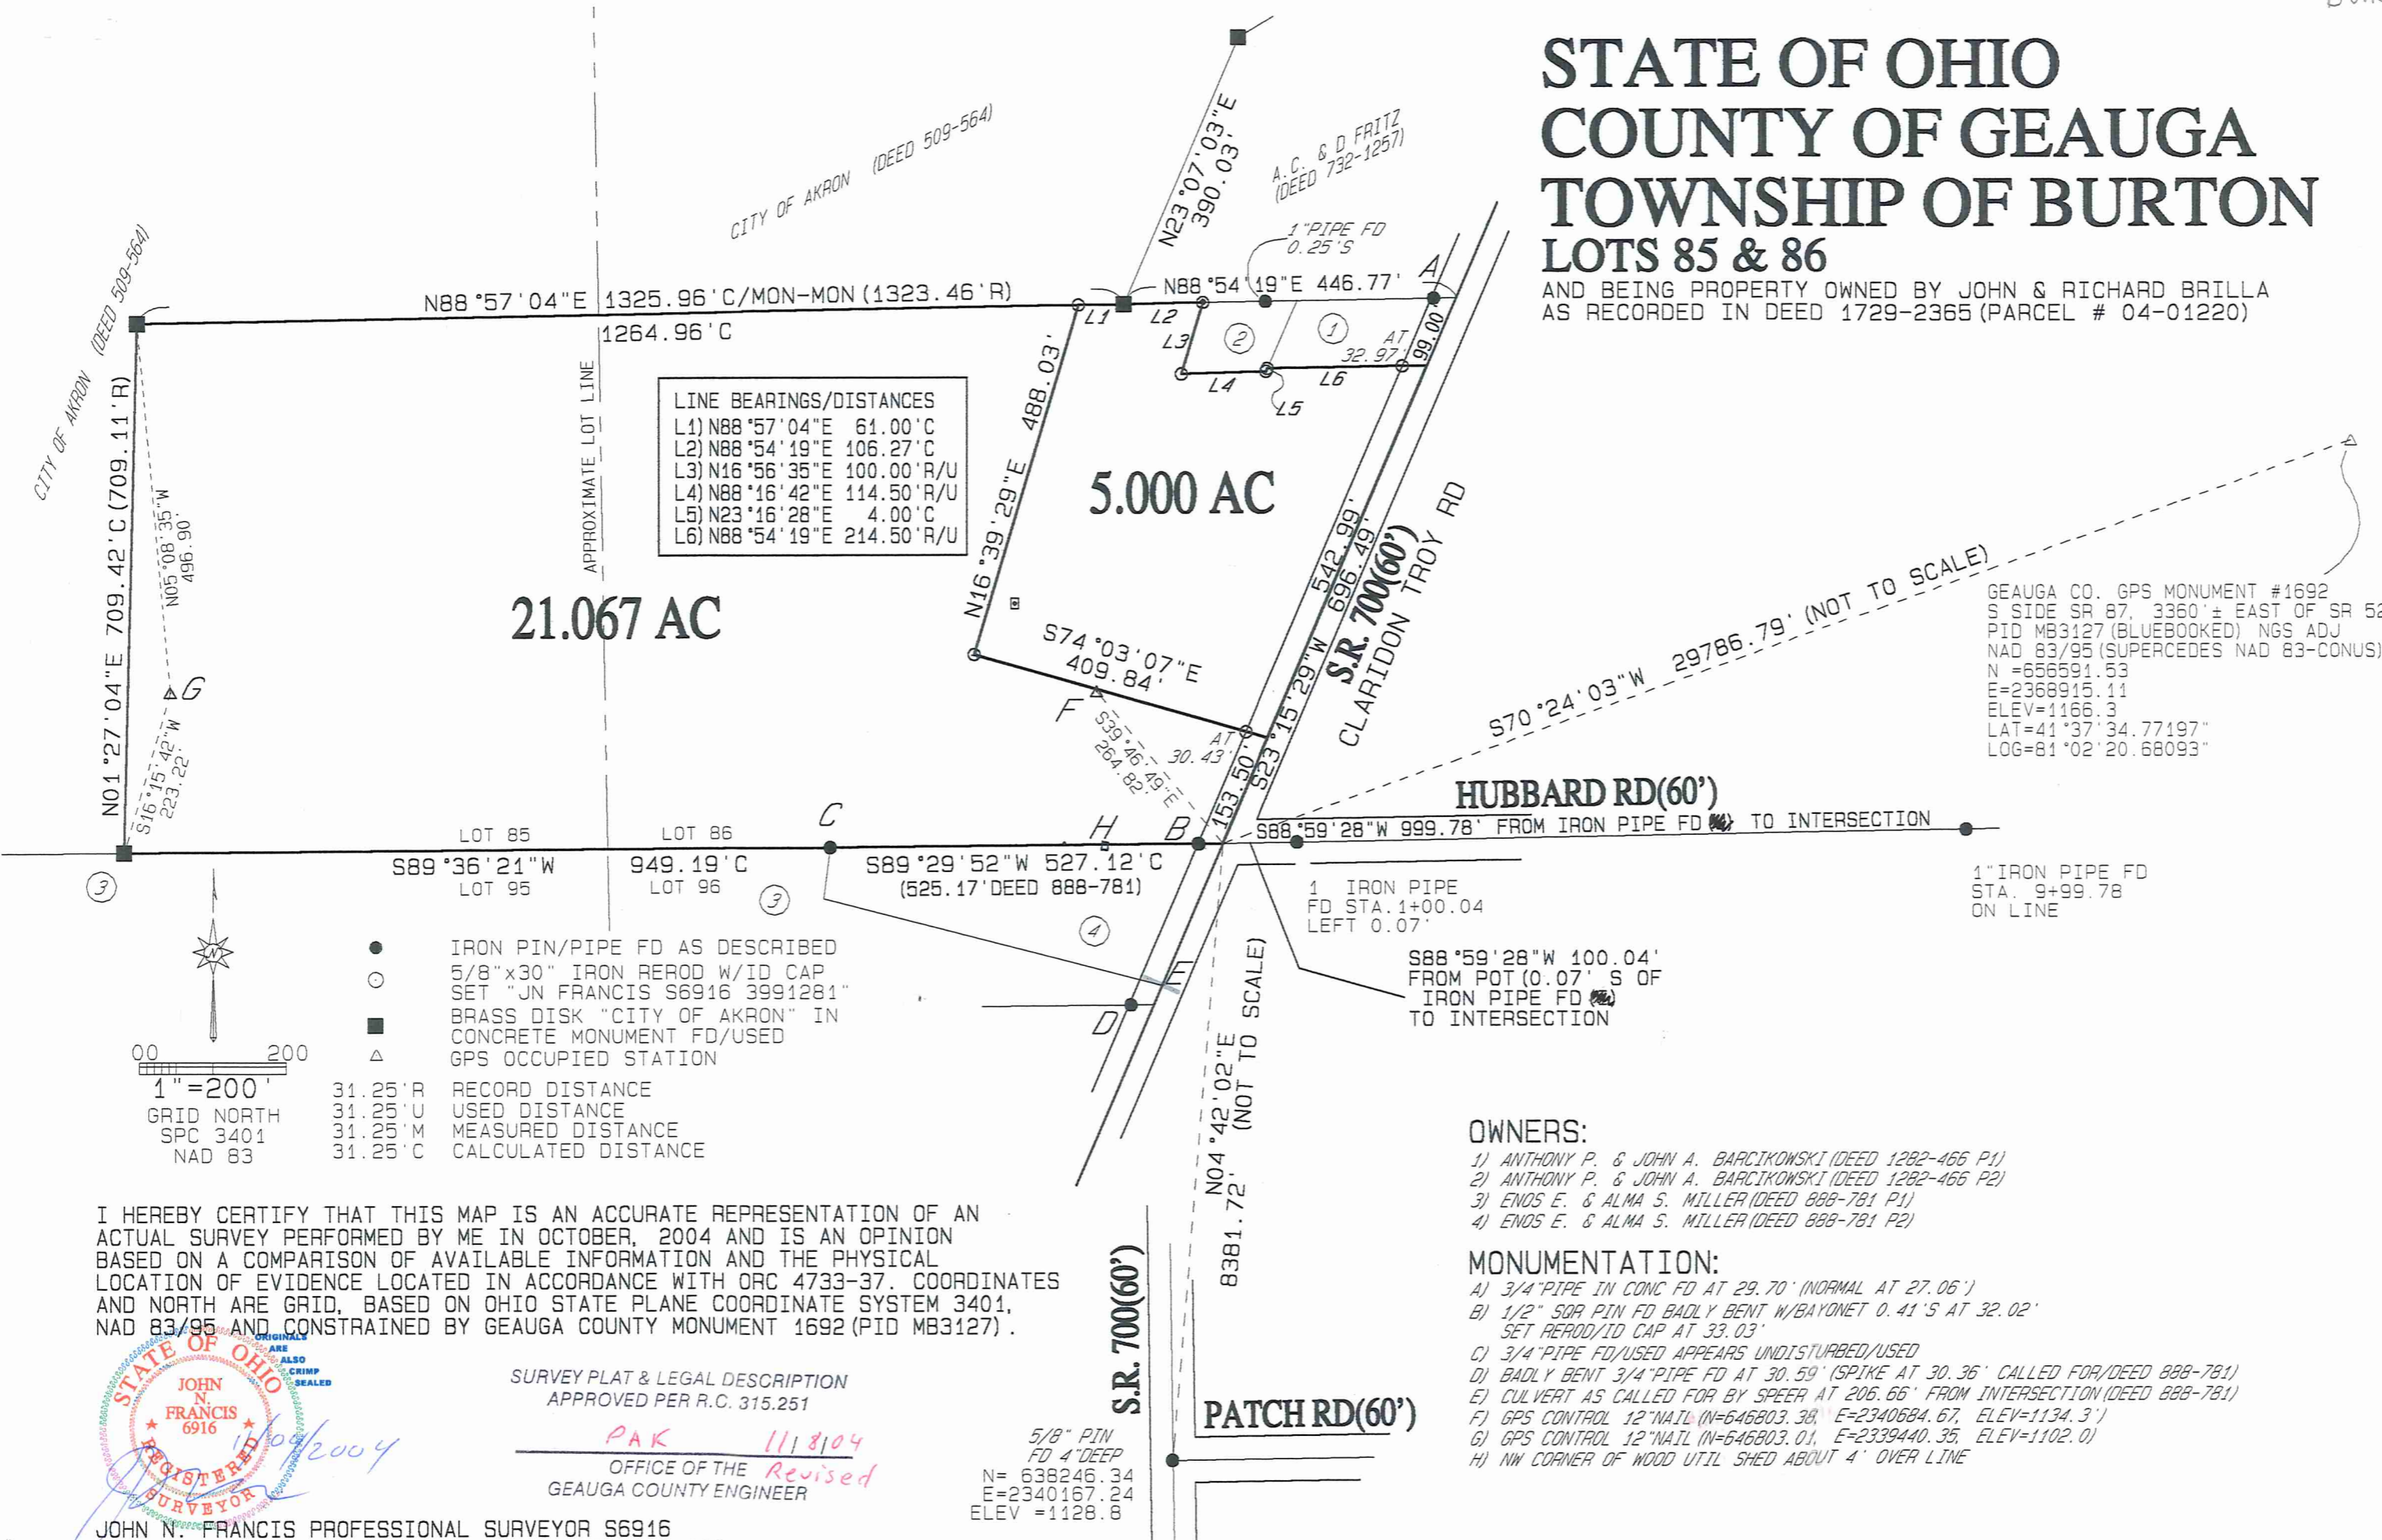 STATE OF OHIO
COUNTY OF GEAUGA
TOWNSHIP OF BURTON
LOTS 85 & 86
AND BEING PROPERTY OWNED BY JOHN & RICHARD BRILLA
AS RECORDED IN DEED 1729-2365 (PARCEL # 04-01220)
CITY OF AKRON (DEED 509-564)
CITY OF AKRON (DEED 509-564)
N23°07'03"E
390.03'
A.C. & D FRITZ
(DEED 732-1257)
1"PIPE FD
0.25'S
N88°57'04"E 1325.96'C/MON-MON (1323.46'R)
1264.96'C
N88°54'19"E 446.77'
A
L1
L2
L3
2
1
AT
32.97'
99.00'
L4
L5
L6
APPROXIMATE LOT LINE
LINE BEARINGS/DISTANCES
L1) N88°57'04"E 61.00'C
L2) N88°54'19"E 106.27'C
L3) N16°56'35"E 100.00'R/U
L4) N88°16'42"E 114.50'R/U
L5) N23°16'28"E 4.00'C
L6) N88°54'19"E 214.50'R/U
N16°39'29"E 488.03'
5.000 AC
21.067 AC
N01°27'04"E 709.42'C (709.11'R)
N05°08'35"W
496.90'
G
S16°15'42"W
223.22'
S74°03'07"E
409.84'
F
S39°46'49"E
264.82'
AT
30.43'
542.99'
S23°15'29"W 696.49'
153.50'
S.R. 700(60')
CLARIDON TROY RD
S70°24'03"W 29786.79' (NOT TO SCALE)
GEAUGA CO. GPS MONUMENT #1692
S SIDE SR 87, 3360'± EAST OF SR 52
PID MB3127 (BLUEBOOKED) NGS ADJ
NAD 83/95 (SUPERCEDES NAD 83-CONUS)
N =656591.53
E=2368915.11
ELEV=1166.3
LAT=41°37'34.77197"
LOG=81°02'20.68093"
HUBBARD RD(60')
S88°59'28"W 999.78' FROM IRON PIPE FD TO INTERSECTION
LOT 85
LOT 86
C
H
B
S89°36'21"W
949.19'C
S89°29'52"W 527.12'C
(525.17'DEED 888-781)
LOT 95
LOT 96
3
3
4
1 IRON PIPE
FD STA.1+00.04
LEFT 0.07'
1"IRON PIPE FD
STA. 9+99.78
ON LINE
S88°59'28"W 100.04'
FROM POT (0.07' S OF
IRON PIPE FD
TO INTERSECTION
E
D
N
IRON PIN/PIPE FD AS DESCRIBED
5/8"x30" IRON REROD W/ID CAP
SET "JN FRANCIS S6916 3991281"
BRASS DISK "CITY OF AKRON" IN
CONCRETE MONUMENT FD/USED
GPS OCCUPIED STATION
00 200
1"=200'
GRID NORTH
SPC 3401
NAD 83
31.25'R RECORD DISTANCE
31.25'U USED DISTANCE
31.25'M MEASURED DISTANCE
31.25'C CALCULATED DISTANCE
N04°42'02"E
8381.72' (NOT TO SCALE)
I HEREBY CERTIFY THAT THIS MAP IS AN ACCURATE REPRESENTATION OF AN
ACTUAL SURVEY PERFORMED BY ME IN OCTOBER, 2004 AND IS AN OPINION
BASED ON A COMPARISON OF AVAILABLE INFORMATION AND THE PHYSICAL
LOCATION OF EVIDENCE LOCATED IN ACCORDANCE WITH ORC 4733-37. COORDINATES
AND NORTH ARE GRID, BASED ON OHIO STATE PLANE COORDINATE SYSTEM 3401,
NAD 83/95 AND CONSTRAINED BY GEAUGA COUNTY MONUMENT 1692 (PID MB3127).
ORIGINALS
ARE
ALSO
CRIMP
SEALED
STATE OF OHIO
JOHN
N.
FRANCIS
6916
REGISTERED
SURVEYOR
11/04/2004
JOHN N. FRANCIS PROFESSIONAL SURVEYOR S6916
SURVEY PLAT & LEGAL DESCRIPTION
APPROVED PER R.C. 315.251
PAK 11/8/04
OFFICE OF THE Revised
GEAUGA COUNTY ENGINEER
S.R. 700(60')
PATCH RD(60')
5/8" PIN
FD 4"DEEP
N= 638246.34
E=2340167.24
ELEV =1128.8
OWNERS:
1) ANTHONY P. & JOHN A. BARCIKOWSKI (DEED 1282-466 P1)
2) ANTHONY P. & JOHN A. BARCIKOWSKI (DEED 1282-466 P2)
3) ENOS E. & ALMA S. MILLER (DEED 888-781 P1)
4) ENOS E. & ALMA S. MILLER (DEED 888-781 P2)
MONUMENTATION:
A) 3/4"PIPE IN CONC FD AT 29.70' (NORMAL AT 27.06')
B) 1/2" SQR PIN FD BADLY BENT W/BAYONET 0.41'S AT 32.02'
SET REROD/ID CAP AT 33.03'
C) 3/4"PIPE FD/USED APPEARS UNDISTURBED/USED
D) BADLY BENT 3/4"PIPE FD AT 30.59' (SPIKE AT 30.36' CALLED FOR/DEED 888-781)
E) CULVERT AS CALLED FOR BY SPEER AT 206.66' FROM INTERSECTION (DEED 888-781)
F) GPS CONTROL 12"NAIL (N=646803.38, E=2340684.67, ELEV=1134.3')
G) GPS CONTROL 12"NAIL (N=646803.01, E=2339440.35, ELEV=1102.0)
H) NW CORNER OF WOOD UTIL SHED ABOUT 4' OVER LINE